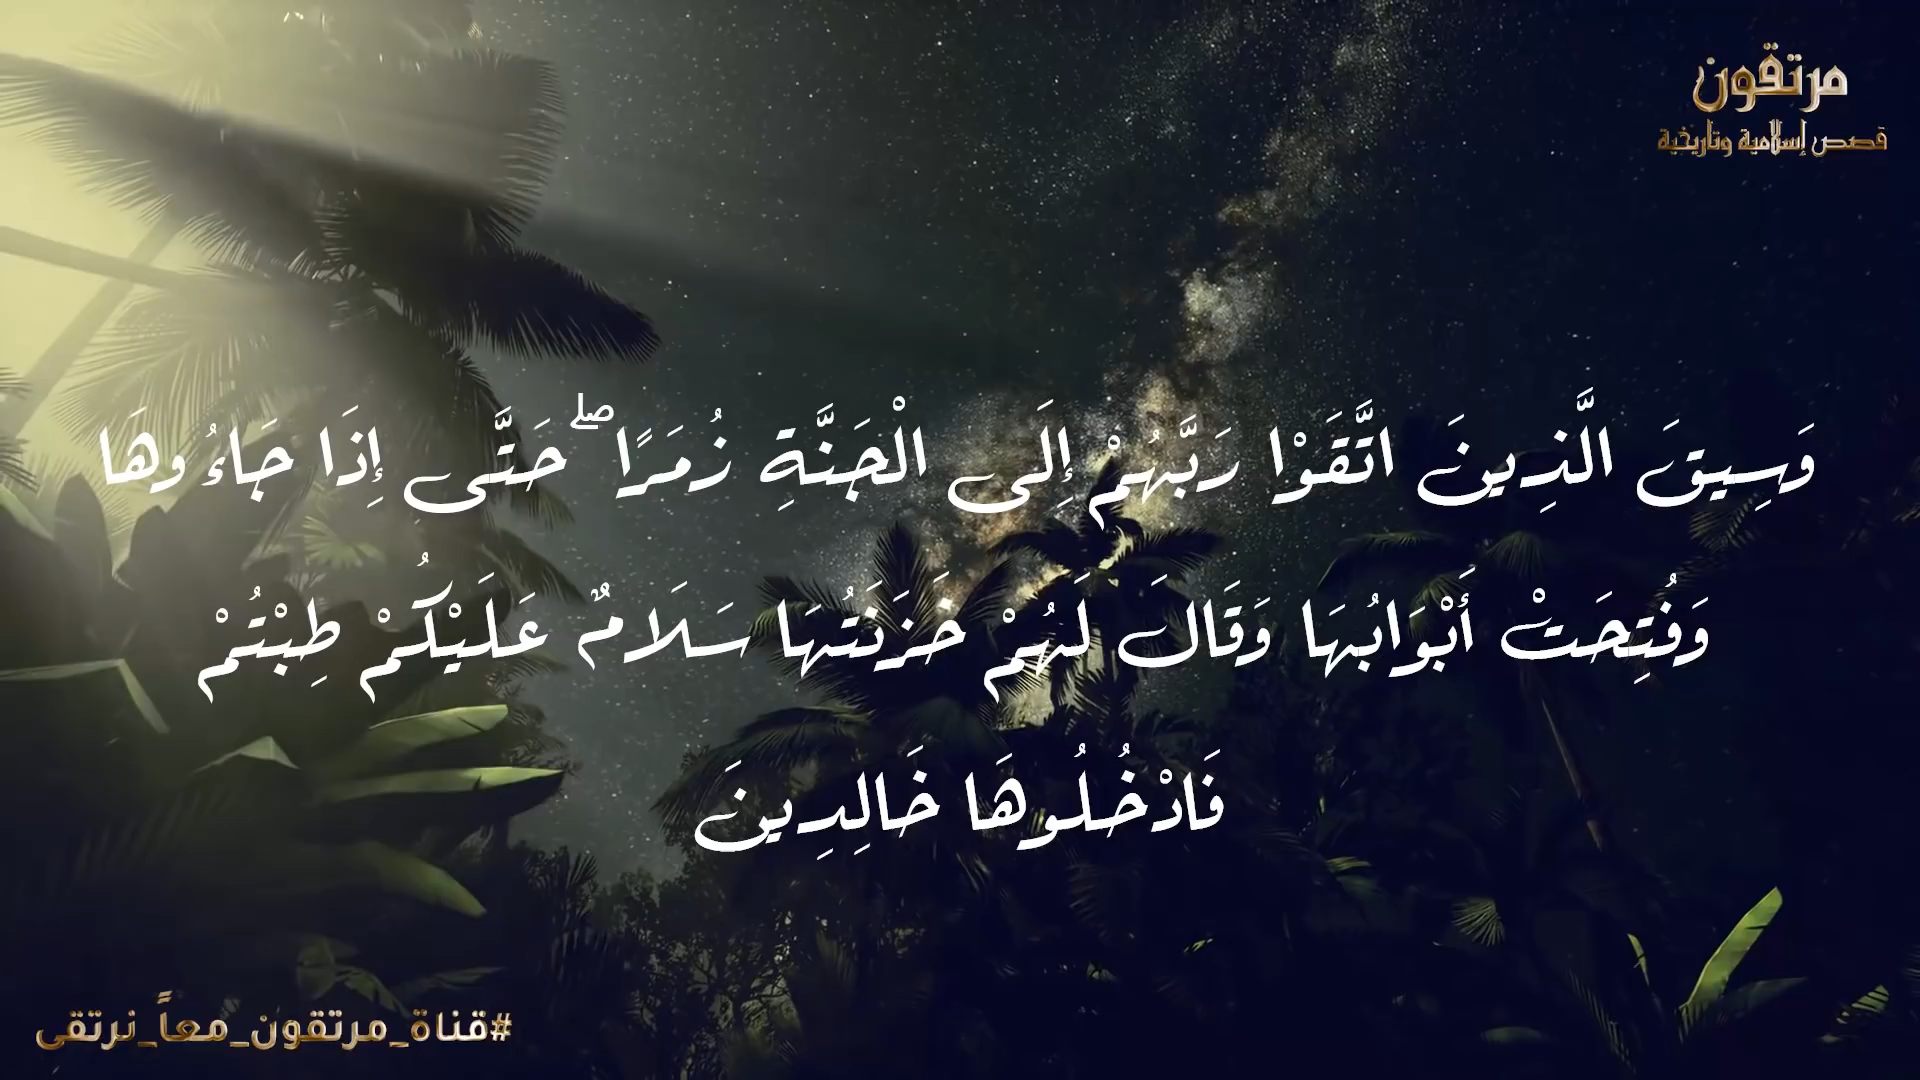 مرتقون
قصص إسلامية وتاريخية
وَسِيقَ الَّذِينَ اتَّقَوْا رَبَّهُمْ إِلَى الْجَنَّةِ زُمَرًا ۖ حَتَّى إِذَا جَاءُوهَا
وَفُتِحَتْ أَبْوَابُهَا وَقَالَ لَهُمْ خَزَنَتُهَا سَلَامٌ عَلَيْكُمْ طِبْتُمْ
فَادْخُلُوهَا خَالِدِينَ
#قناة_مرتقون_معاً_نرتقي